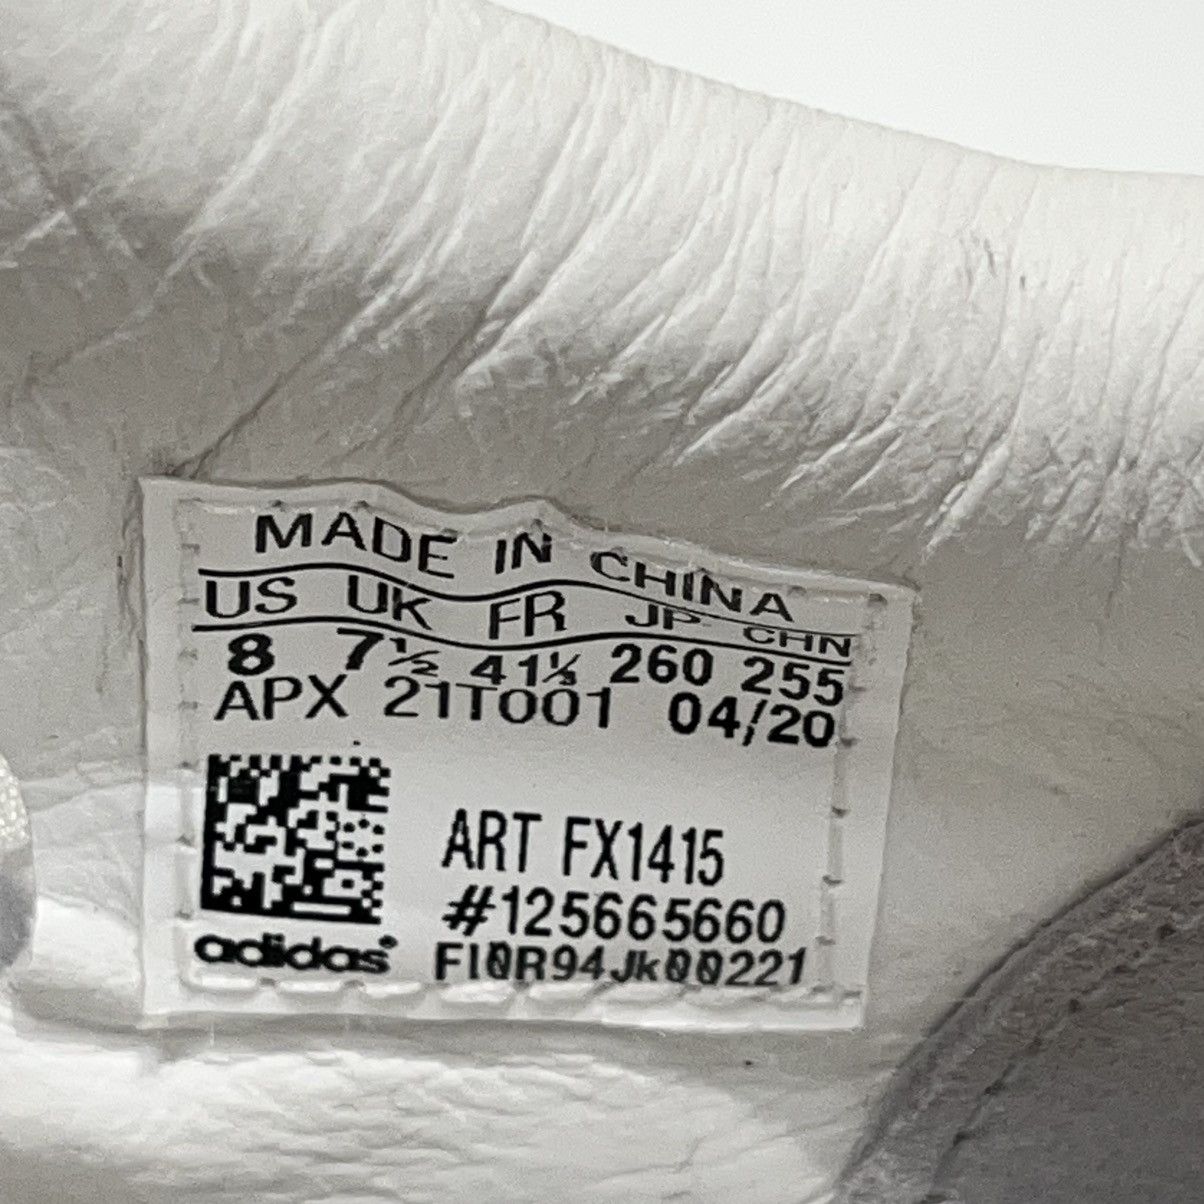 MADE IN CHINA
US UK FR JP CHN
8 7½ 41⅓ 260 255
APX 21T001 04/20
ART FX1415
#125665660
adidas®
FI0R94Jk00221